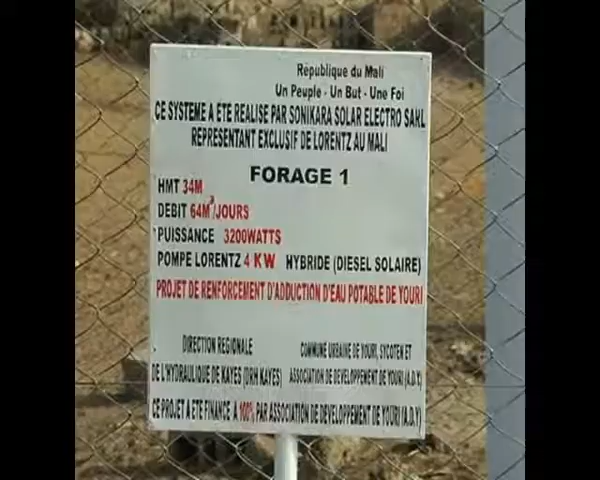 République du Mali
Un Peuple - Un But - Une Foi
CE SYSTEME A ETE REALISE PAR SONIKARA SOLAR ELECTRO SARL
REPRESENTANT EXCLUSIF DE LORENTZ AU MALI
FORAGE 1
HMT 34M
DEBIT 64M³/JOURS
PUISSANCE 3200WATTS
POMPE LORENTZ 4 KW HYBRIDE (DIESEL SOLAIRE)
PROJET DE RENFORCEMENT D'ADDUCTION D'EAU POTABLE DE YOURI
DIRECTION REGIONALE
DE L'HYDRAULIQUE DE KAYES (DRH KAYES)
COMMUNE URBAINE DE YOURI, SYCOTEN ET
ASSOCIATION DE DEVELOPPEMENT DE YOURI (A.D.Y)
CE PROJET A ETE FINANCE A 100% PAR ASSOCIATION DE DEVELOPPEMENT DE YOURI (A.D.Y)